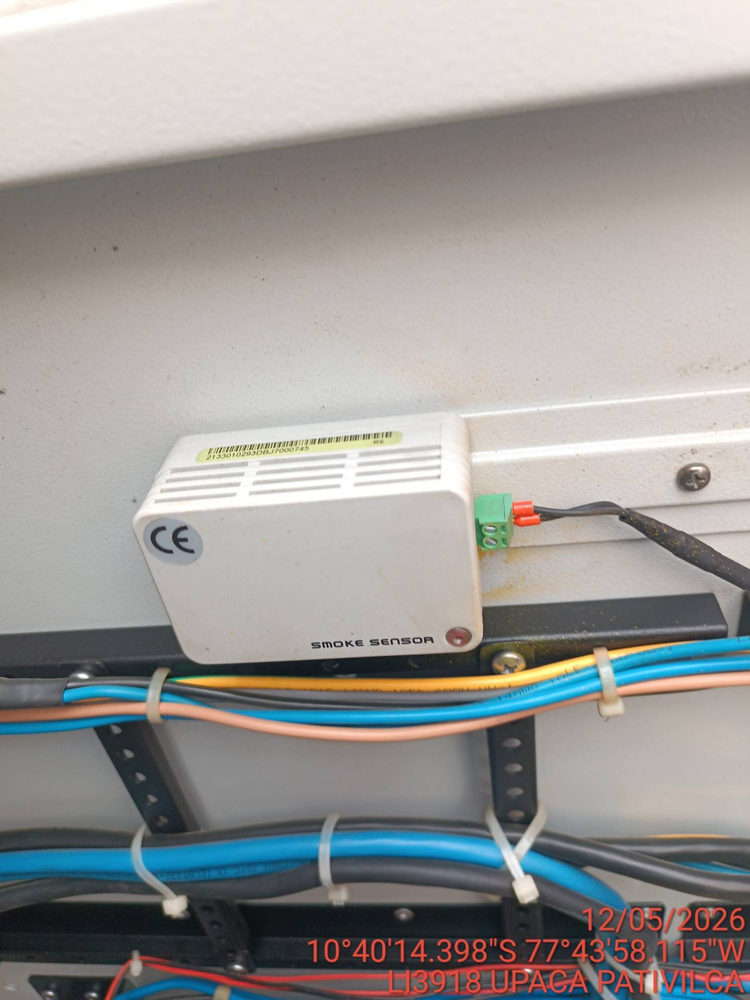 2133010293DBJ7000745
R6
CE
SMOKE SENSOR
12/05/2026
10°40'14.398"S 77°43'58.115"W
LI3918 UPACA PATIVILCA